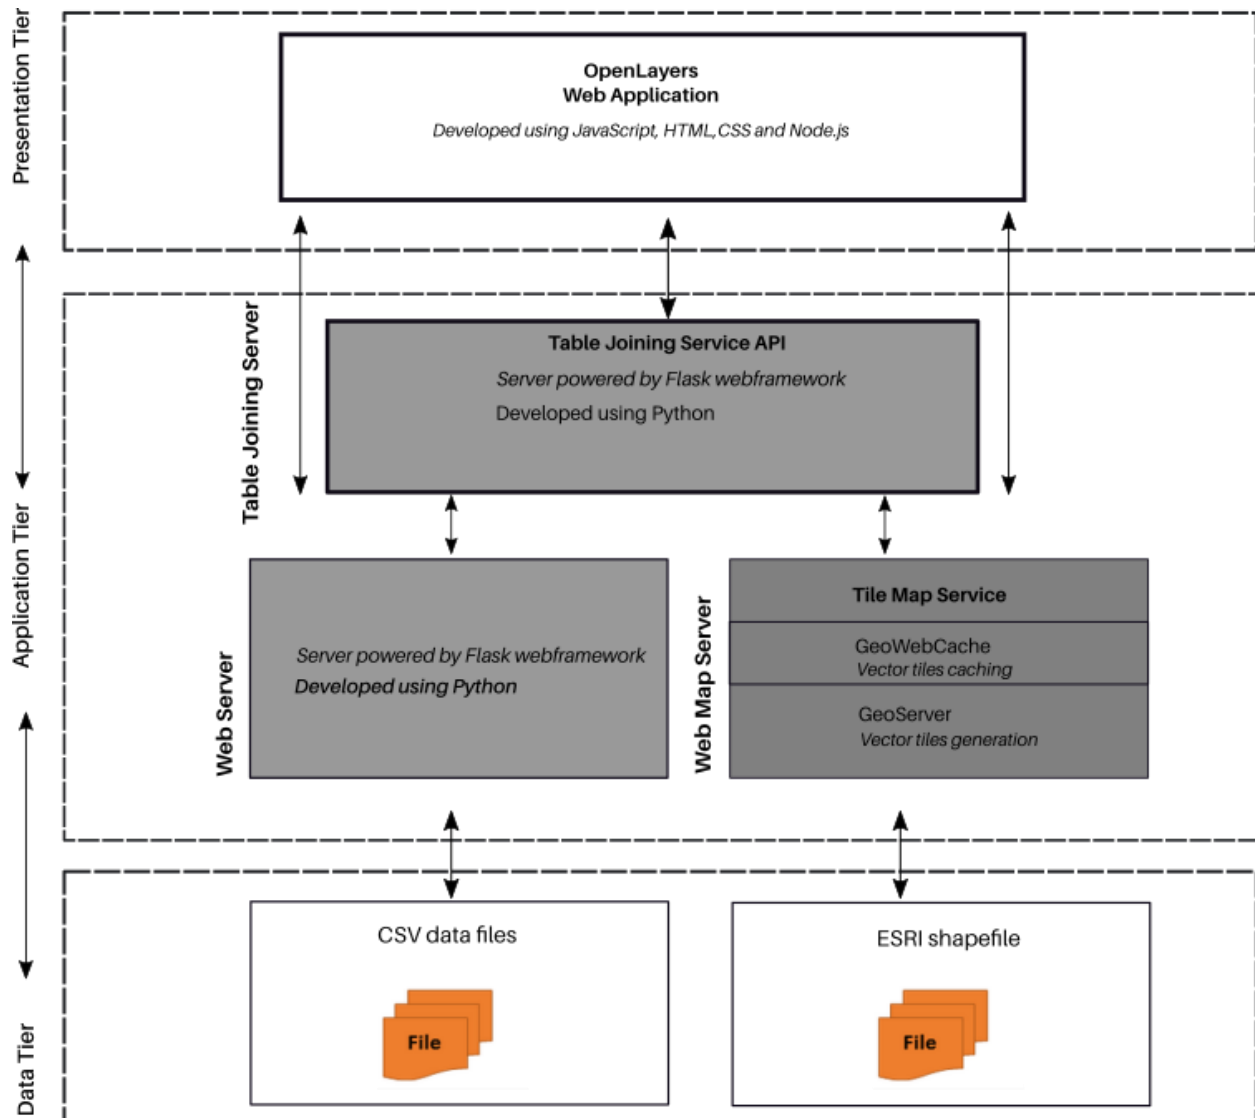 Presentation Tier
OpenLayers
Web Application
Developed using JavaScript, HTML,CSS and Node.js
Table Joining Server
Table Joining Service API
Server powered by Flask webframework
Developed using Python
Application Tier
Web Server
Server powered by Flask webframework
Developed using Python
Web Map Server
Tile Map Service
GeoWebCache
Vector tiles caching
GeoServer
Vector tiles generation
Data Tier
CSV data files
File
ESRI shapefile
File